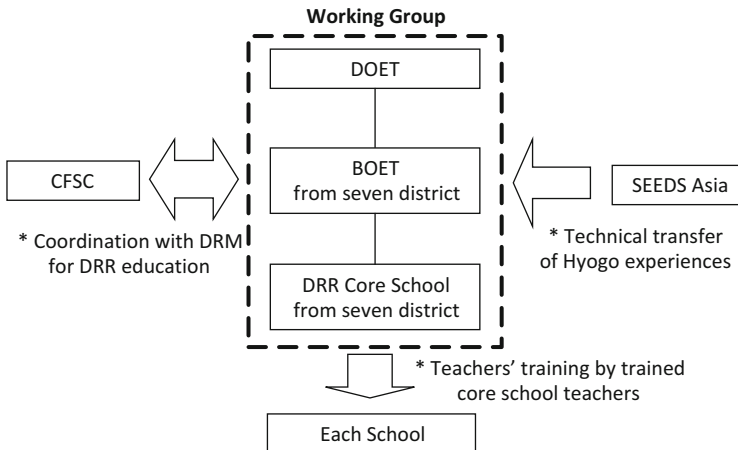 Working Group
DOET
BOET
from seven district
CFSC
SEEDS Asia
* Coordination with DRM
for DRR education
* Technical transfer
of Hyogo experiences
DRR Core School
from seven district
* Teachers' training by trained
core school teachers
Each School